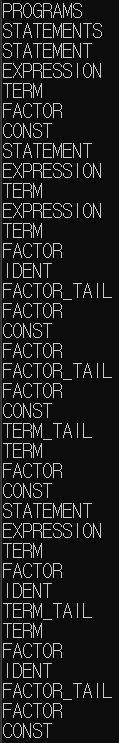 PROGRAMS
STATEMENTS
STATEMENT
EXPRESSION
TERM
FACTOR
CONST
STATEMENT
EXPRESSION
TERM
EXPRESSION
TERM
FACTOR
IDENT
FACTOR_TAIL
FACTOR
CONST
FACTOR
FACTOR_TAIL
FACTOR
CONST
TERM_TAIL
TERM
FACTOR
CONST
STATEMENT
EXPRESSION
TERM
FACTOR
IDENT
TERM_TAIL
TERM
FACTOR
IDENT
FACTOR_TAIL
FACTOR
CONST